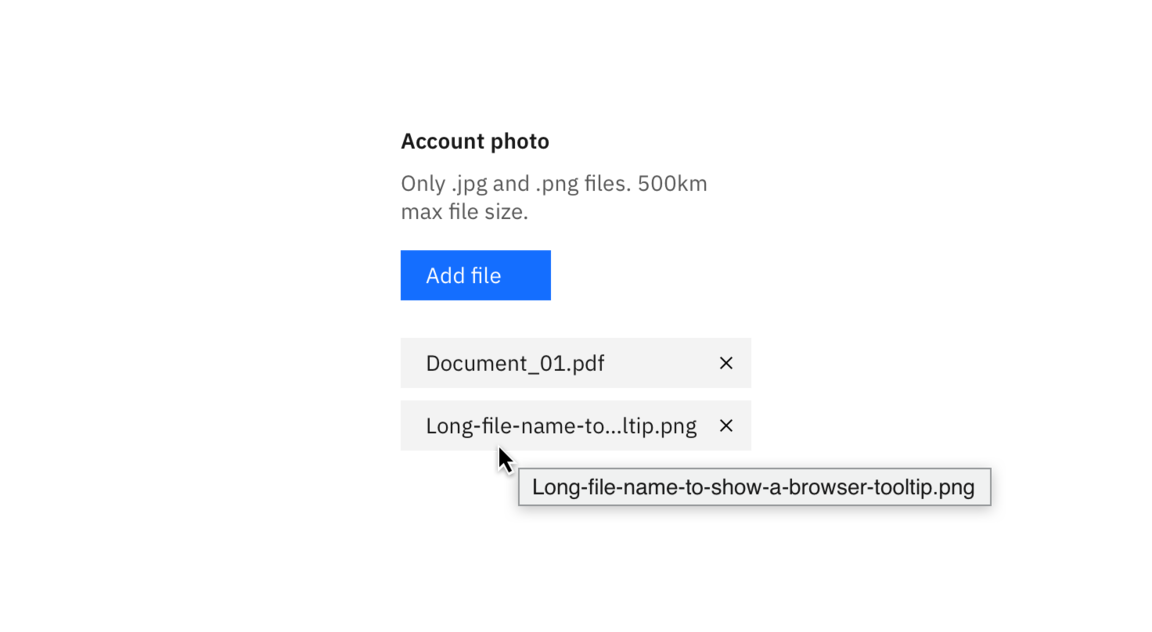 Account photo
Only .jpg and .png files. 500km
max file size.
Add file
Document_01.pdf
Long-file-name-to...ltip.png
Long-file-name-to-show-a-browser-tooltip.png